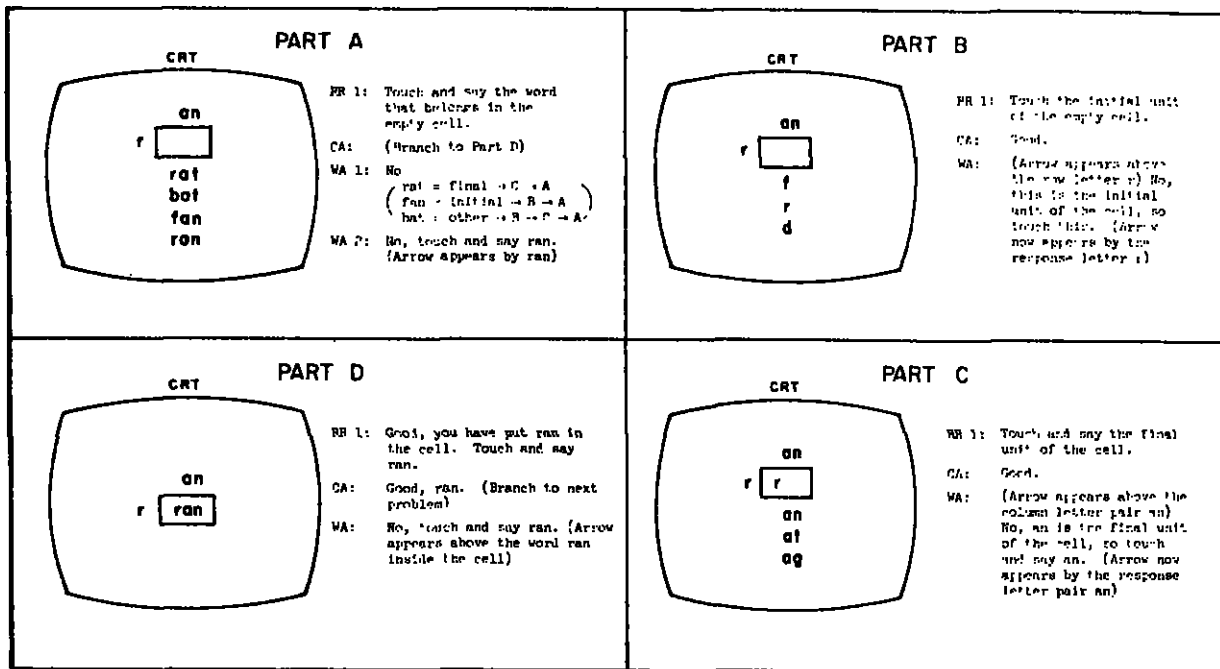 PART A
CRT
an
r
rat
bat
fan
ran
RR 1: Touch and say the word
that belongs in the
empty cell.
CA: (Branch to Part D)
WA 1: No
( rat = final → C → A
fan = initial → B → A
bat = other → B → C → A )
WA 2: No, touch and say ran.
(Arrow appears by ran)
PART B
CRT
an
r
f
r
d
RR 1: Touch the initial unit
of the empty cell.
CA: Good.
WA: (Arrow appears above
the row letter r) No,
this is the initial
unit of the cell, so
touch this. (Arrow
now appears by the
response letter r)
PART D
CRT
an
r ran
RR 1: Good, you have put ran in
the cell. Touch and say
ran.
CA: Good, ran. (Branch to next
problem)
WA: No, touch and say ran. (Arrow
appears above the word ran
inside the cell)
PART C
CRT
an
r r
an
at
ag
RR 1: Touch and say the final
unit of the cell.
CA: Good.
WA: (Arrow appears above the
column letter pair an)
No, an is the final unit
of the cell, so touch
and say an. (Arrow now
appears by the response
letter pair an)